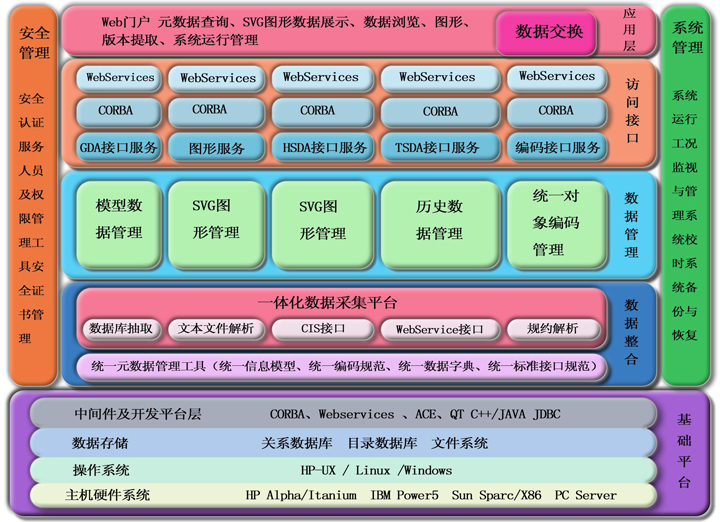 安全
管理
安全
认证
服务
人员
及权
限管
理工
具安
全证
书管
理
Web门户 元数据查询、SVG图形数据展示、数据浏览、图形、
版本提取、系统运行管理
数据交换
应用层
WebServices
WebServices
WebServices
WebServices
WebServices
CORBA
CORBA
CORBA
CORBA
CORBA
GDA接口服务
图形服务
HSDA接口服务
TSDA接口服务
编码接口服务
访问接口
模型数
据管理
SVG图
形管理
SVG图
形管理
历史数
据管理
统一对
象编码
管理
数据管理
一体化数据采集平台
数据库抽取
文本文件解析
CIS接口
WebService接口
规约解析
统一元数据管理工具（统一信息模型、统一编码规范、统一数据字典、统一标准接口规范）
数据整合
系统
管理
系统
运行
工况
监视
与管
理系
统校
时系
统备
份与
恢复
中间件及开发平台层 CORBA、Webservices 、ACE、QT C++/JAVA JDBC
数据存储 关系数据库 目录数据库 文件系统
操作系统 HP-UX / Linux /Windows
主机硬件系统 HP Alpha/Itanium IBM Power5 Sun Sparc/X86 PC Server
基础平台